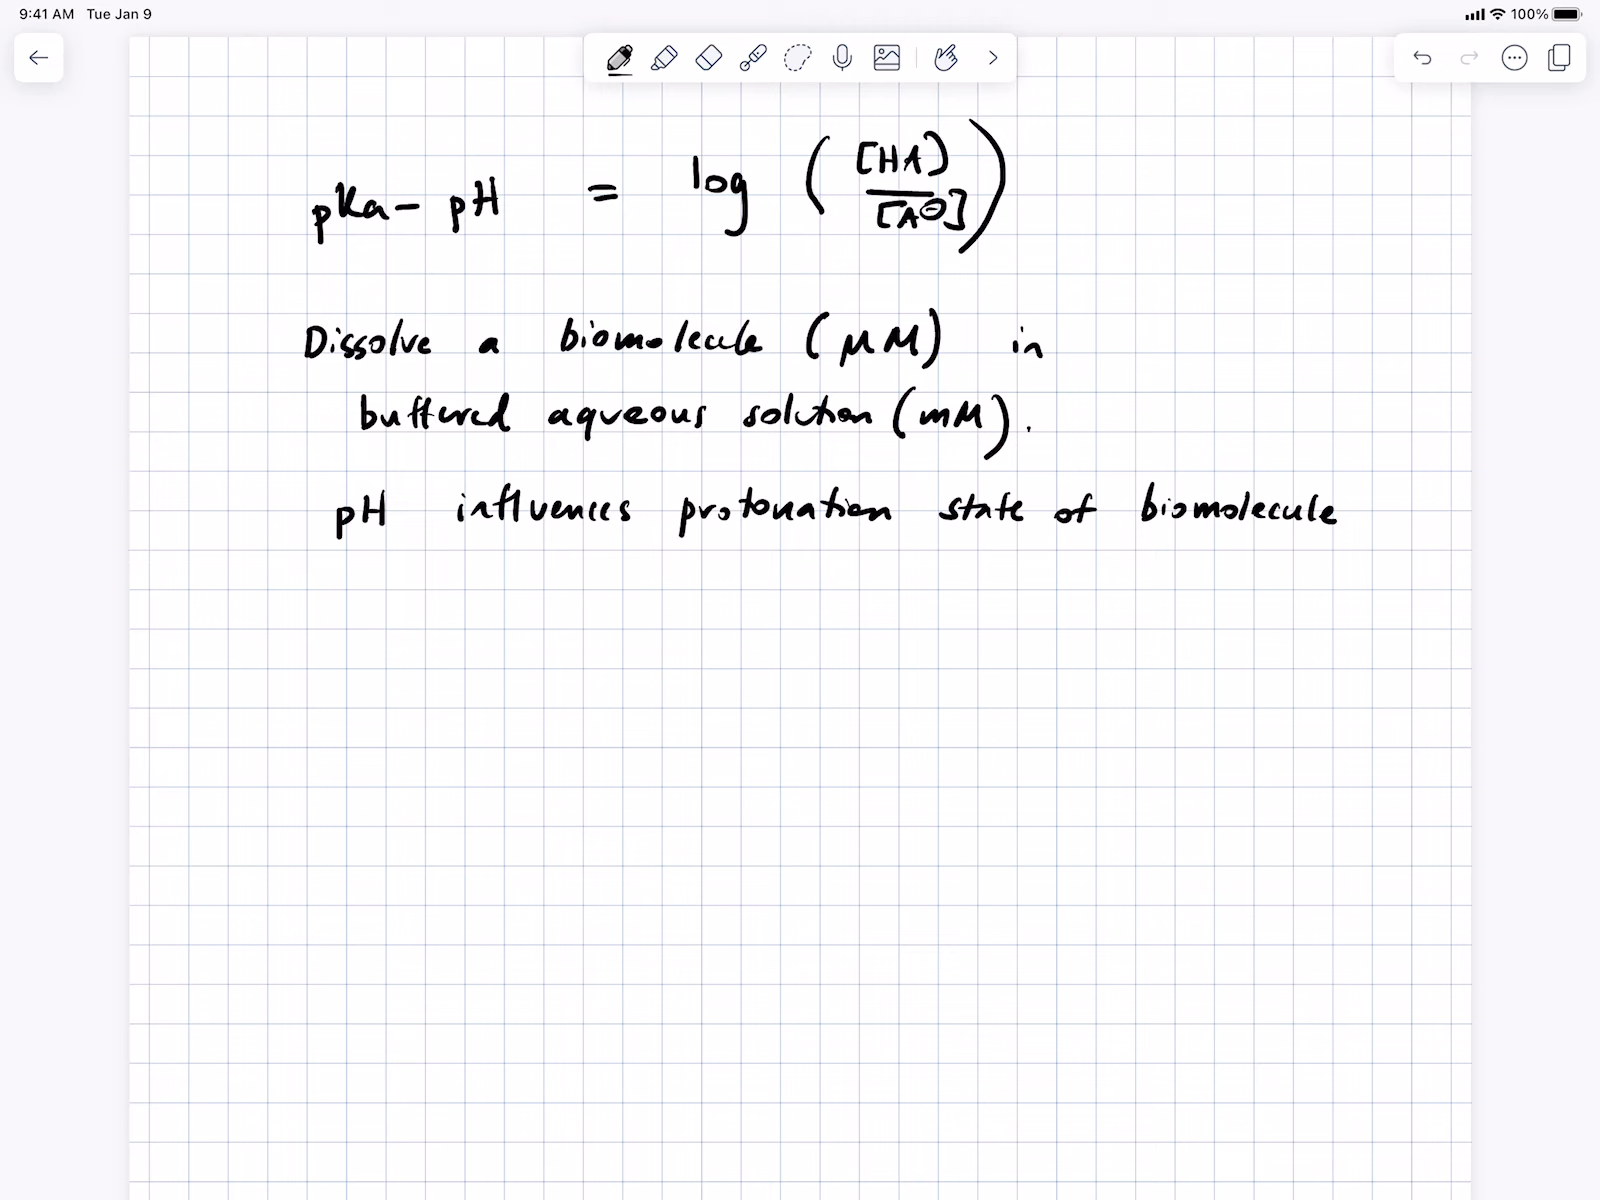 9:41 AM Tue Jan 9 100%
pKa - pH = log ([HA]/[A⊖])
Dissolve a biomolecule (μM) in
buffered aqueous solution (mM).
pH influences protonation state of biomolecule